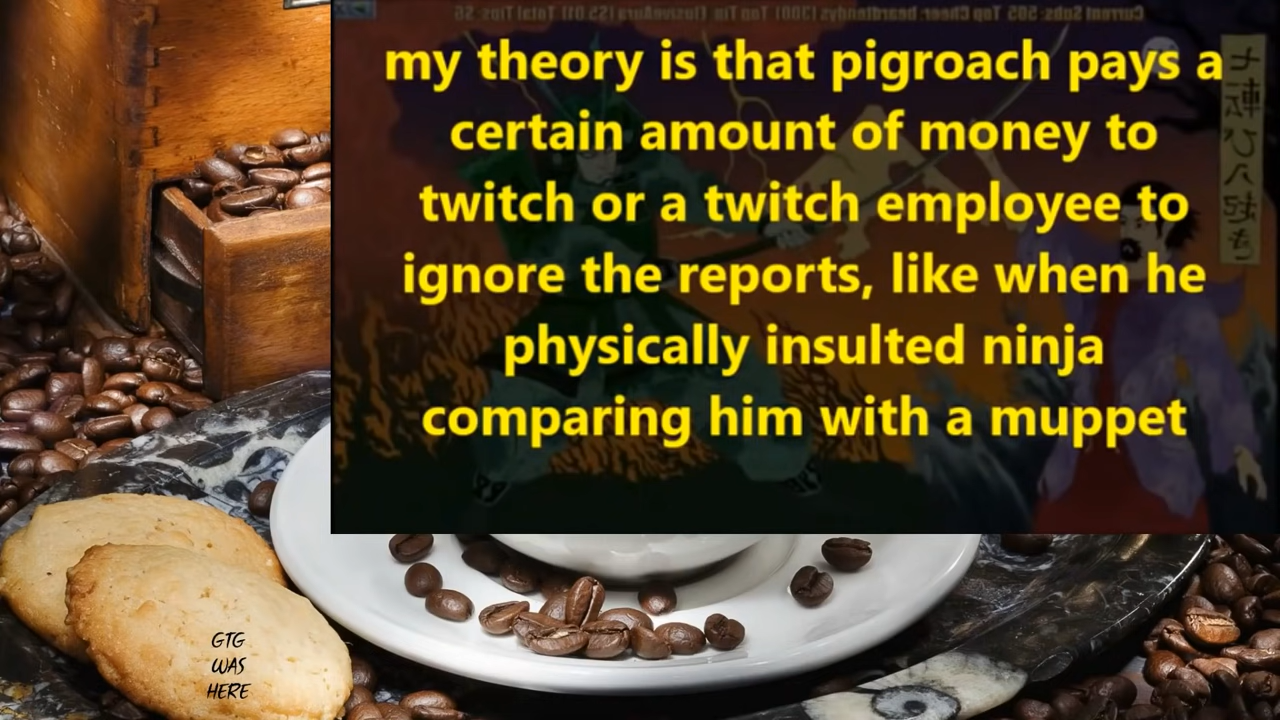 my theory is that pigroach pays a
certain amount of money to
twitch or a twitch employee to
ignore the reports, like when he
physically insulted ninja
comparing him with a muppet
GTG
WAS
HERE